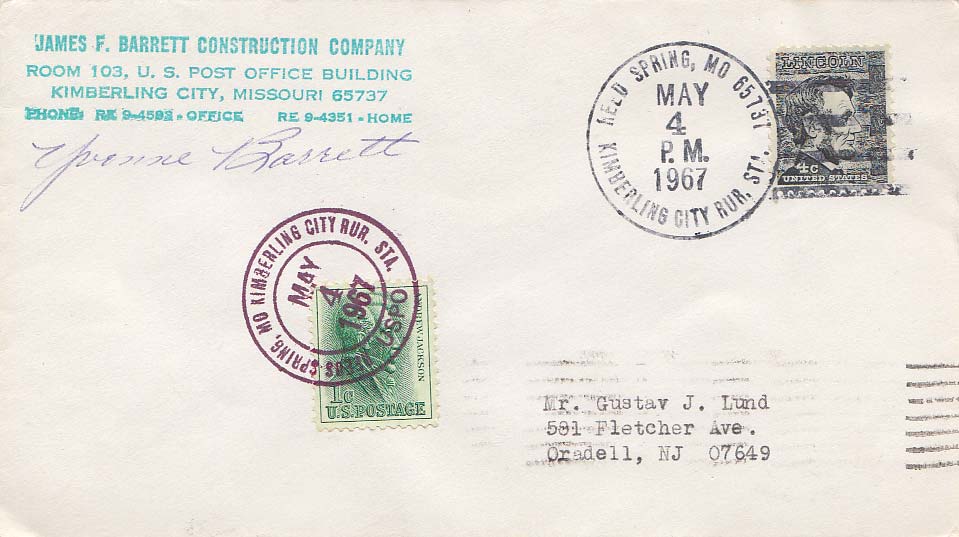 JAMES F. BARRETT CONSTRUCTION COMPANY
ROOM 103, U. S. POST OFFICE BUILDING
KIMBERLING CITY, MISSOURI 65737
PHONE: RE 9-4592 - OFFICE RE 9-4351 - HOME
Yvonne Barrett
REED SPRING, MO 65737
MAY
4
P. M.
1967
KIMBERLING CITY RUR. STA.
LINCOLN
4c
UNITED STATES
SPRING, MO KIMBERLING CITY RUR. STA.
MAY
4
1967
USPO
ANDREW JACKSON
1c
U.S. POSTAGE
Mr. Gustav J. Lund
591 Fletcher Ave.
Oradell, NJ 07649